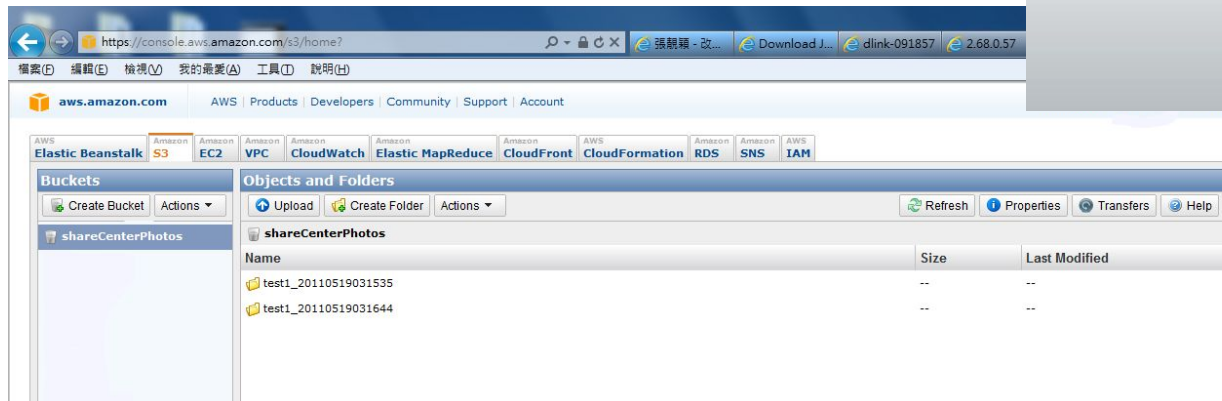 https://console.aws.amazon.com/s3/home?
張靚穎 - 改...
Download J...
dlink-091857
2.68.0.57
檔案(F) 編輯(E) 檢視(V) 我的最愛(A) 工具(T) 說明(H)
aws.amazon.com
AWS | Products | Developers | Community | Support | Account
AWS Elastic Beanstalk
Amazon S3
Amazon EC2
Amazon VPC
Amazon CloudWatch
Amazon Elastic MapReduce
Amazon CloudFront
AWS CloudFormation
Amazon RDS
Amazon SNS
AWS IAM
Buckets
Create Bucket Actions
shareCenterPhotos
Objects and Folders
Upload Create Folder Actions Refresh Properties Transfers Help
shareCenterPhotos
Name Size Last Modified
test1_20110519031535 -- --
test1_20110519031644 -- --